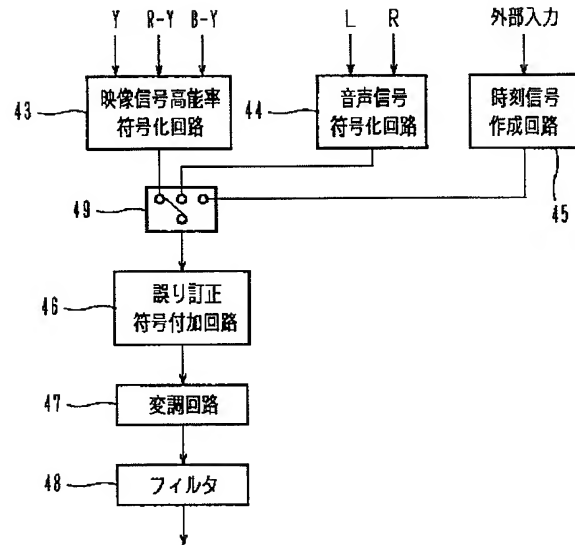 Y R-Y B-Y
L R
外部入力
43
映像信号高能率
符号化回路
44
音声信号
符号化回路
時刻信号
作成回路
45
49
46
誤り訂正
符号付加回路
47
変調回路
48
フィルタ